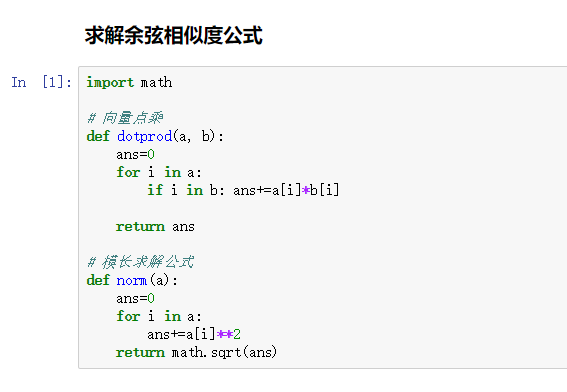 求解余弦相似度公式
In [1]: import math
# 向量点乘
def dotprod(a, b):
    ans=0
    for i in a:
        if i in b: ans+=a[i]*b[i]
    return ans
# 模长求解公式
def norm(a):
    ans=0
    for i in a:
        ans+=a[i]**2
    return math.sqrt(ans)